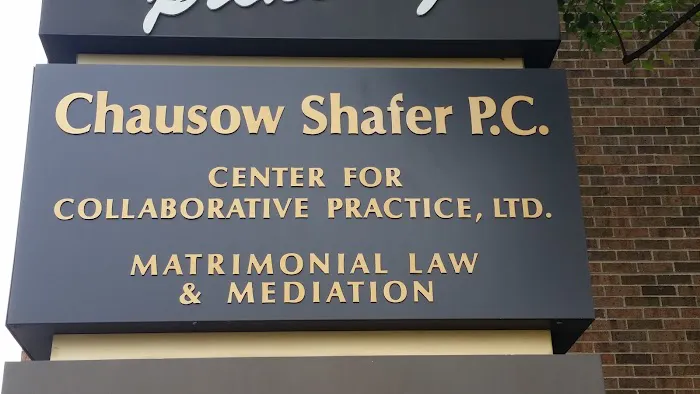 Chausow Shafer P.C.
CENTER FOR
COLLABORATIVE PRACTICE, LTD.
MATRIMONIAL LAW
& MEDIATION